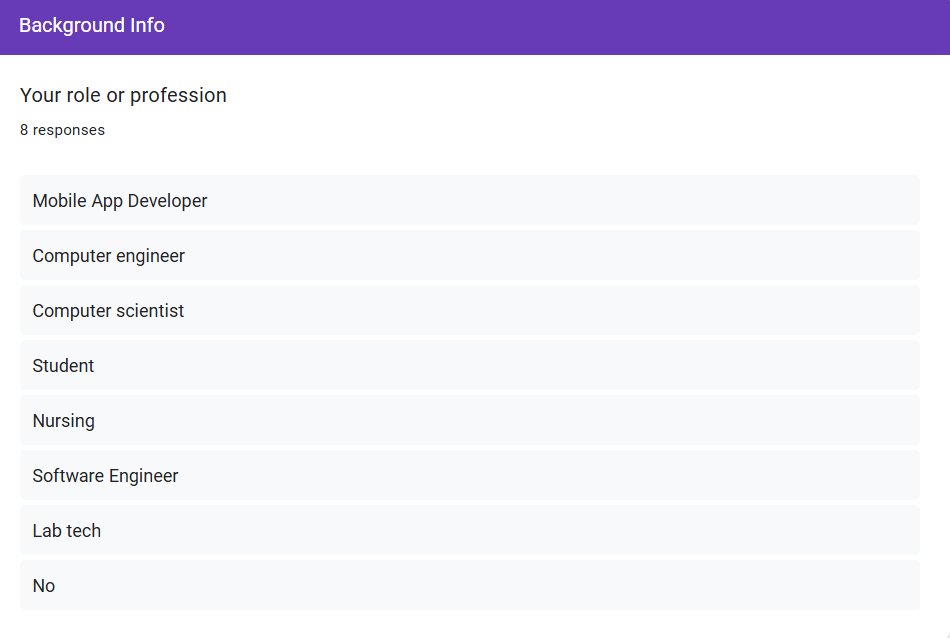 Background Info
Your role or profession
8 responses
Mobile App Developer
Computer engineer
Computer scientist
Student
Nursing
Software Engineer
Lab tech
No